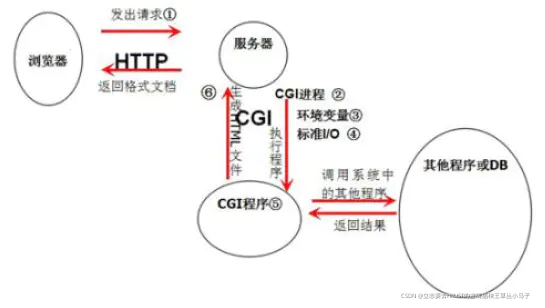 发出请求①
浏览器
HTTP
返回格式文档
服务器
⑥
生成HTML文件
CGI
执行程序
CGI进程 ②
环境变量③
标准I/O ④
CGI程序⑤
调用系统中
的其他程序
返回结果
其他程序或DB